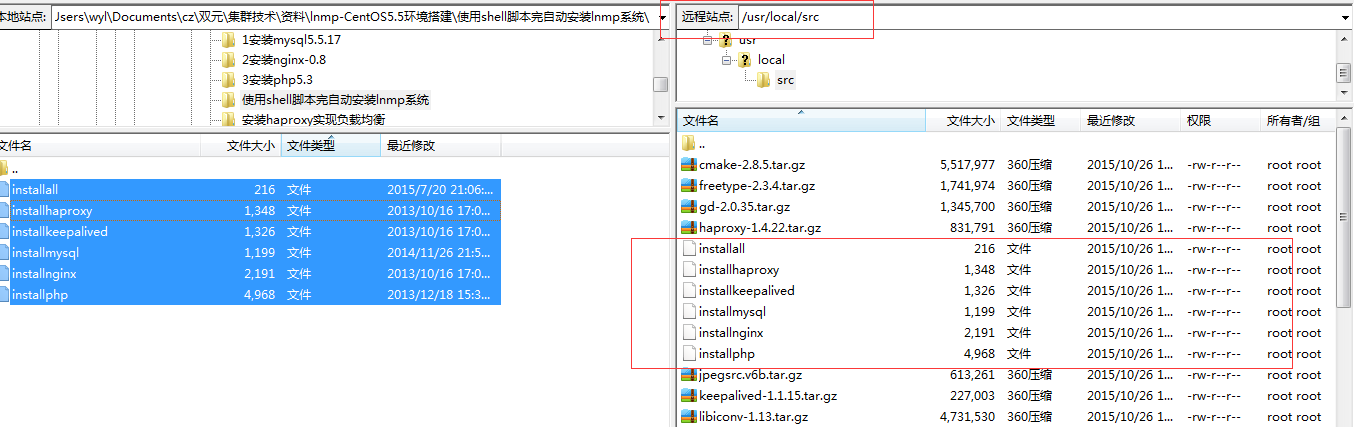 本地站点: Jsers\wyl\Documents\cz\双元\集群技术\资料\lnmp-CentOS5.5环境搭建\使用shell脚本完自动安装lnmp系统\
1安装mysql5.5.17
2安装nginx-0.8
3安装php5.3
使用shell脚本完自动安装lnmp系统
安装haproxy实现负载均衡
文件名 文件大小 文件类型 最近修改
..
installall 216 文件 2015/7/20 21:06:...
installhaproxy 1,348 文件 2013/10/16 17:0...
installkeepalived 1,326 文件 2013/10/16 17:0...
installmysql 1,199 文件 2014/11/26 21:5...
installnginx 2,191 文件 2013/10/16 17:0...
installphp 4,968 文件 2013/12/18 15:3...
远程站点: /usr/local/src
usr
local
src
文件名 文件大小 文件类型 最近修改 权限 所有者/组
..
cmake-2.8.5.tar.gz 5,517,977 360压缩 2015/10/26 1... -rw-r--r-- root root
freetype-2.3.4.tar.gz 1,741,974 360压缩 2015/10/26 1... -rw-r--r-- root root
gd-2.0.35.tar.gz 1,345,700 360压缩 2015/10/26 1... -rw-r--r-- root root
haproxy-1.4.22.tar.gz 831,791 360压缩 2015/10/26 1... -rw-r--r-- root root
installall 216 文件 2015/10/26 1... -rw-r--r-- root root
installhaproxy 1,348 文件 2015/10/26 1... -rw-r--r-- root root
installkeepalived 1,326 文件 2015/10/26 1... -rw-r--r-- root root
installmysql 1,199 文件 2015/10/26 1... -rw-r--r-- root root
installnginx 2,191 文件 2015/10/26 1... -rw-r--r-- root root
installphp 4,968 文件 2015/10/26 1... -rw-r--r-- root root
jpegsrc.v6b.tar.gz 613,261 360压缩 2015/10/26 1... -rw-r--r-- root root
keepalived-1.1.15.tar.gz 227,003 360压缩 2015/10/26 1... -rw-r--r-- root root
libiconv-1.13.tar.gz 4,731,530 360压缩 2015/10/26 1... -rw-r--r-- root root